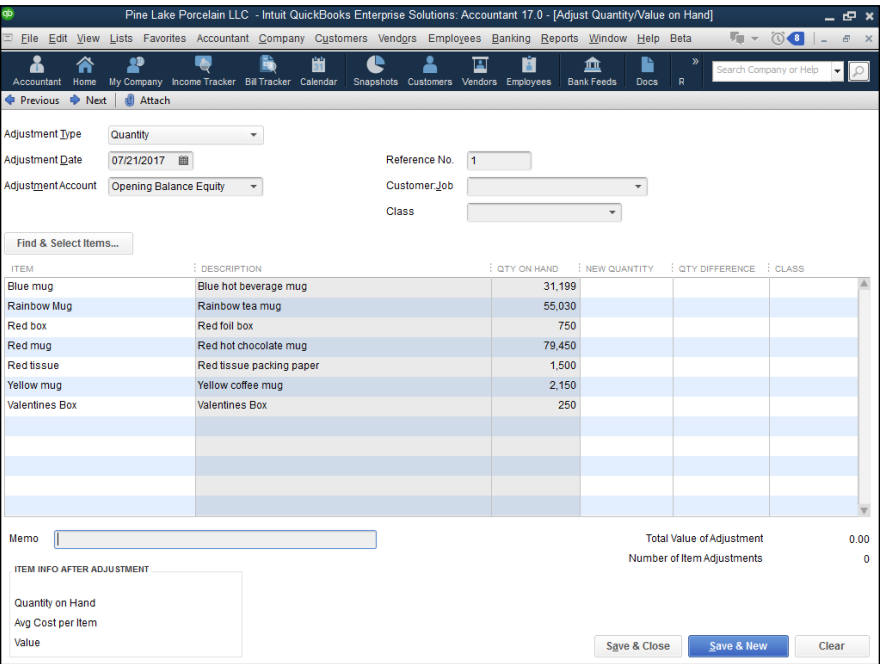 qb Pine Lake Porcelain LLC - Intuit QuickBooks Enterprise Solutions: Accountant 17.0 - [Adjust Quantity/Value on Hand]
File Edit View Lists Favorites Accountant Company Customers Vendors Employees Banking Reports Window Help Beta 8
Accountant Home My Company Income Tracker Bill Tracker Calendar Snapshots Customers Vendors Employees Bank Feeds Docs R » Search Company or Help
Previous Next Attach
Adjustment Type Quantity
Adjustment Date 07/21/2017 Reference No. 1
Adjustment Account Opening Balance Equity Customer:Job
Class
Find & Select Items...
ITEM DESCRIPTION QTY ON HAND NEW QUANTITY QTY DIFFERENCE CLASS
Blue mug Blue hot beverage mug 31,199
Rainbow Mug Rainbow tea mug 55,030
Red box Red foil box 750
Red mug Red hot chocolate mug 79,450
Red tissue Red tissue packing paper 1,500
Yellow mug Yellow coffee mug 2,150
Valentines Box Valentines Box 250
Memo Total Value of Adjustment 0.00
Number of Item Adjustments 0
ITEM INFO AFTER ADJUSTMENT
Quantity on Hand
Avg Cost per Item
Value
Save & Close Save & New Clear